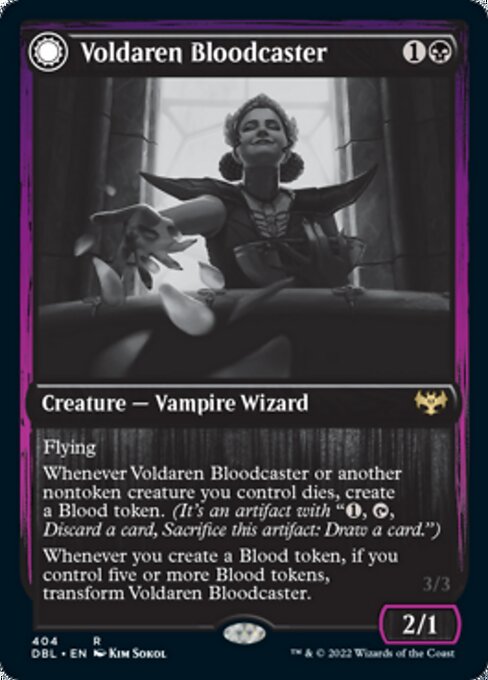 Voldaren Bloodcaster 1
Creature — Vampire Wizard
Flying
Whenever Voldaren Bloodcaster or another
nontoken creature you control dies, create
a Blood token. (It's an artifact with “1, ,
Discard a card, Sacrifice this artifact: Draw a card.”)
Whenever you create a Blood token, if you
control five or more Blood tokens,
transform Voldaren Bloodcaster.
3/3
2/1
404 R
DBL • EN Kim Sokol
™ & © 2022 Wizards of the Coast